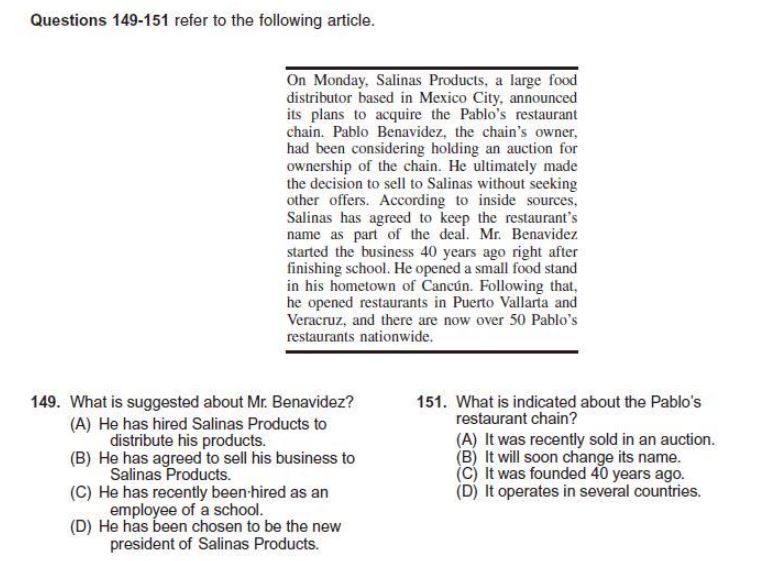 Questions 149-151 refer to the following article.
On Monday, Salinas Products, a large food
distributor based in Mexico City, announced
its plans to acquire the Pablo's restaurant
chain. Pablo Benavidez, the chain's owner,
had been considering holding an auction for
ownership of the chain. He ultimately made
the decision to sell to Salinas without seeking
other offers. According to inside sources,
Salinas has agreed to keep the restaurant's
name as part of the deal. Mr. Benavidez
started the business 40 years ago right after
finishing school. He opened a small food stand
in his hometown of Cancún. Following that,
he opened restaurants in Puerto Vallarta and
Veracruz, and there are now over 50 Pablo's
restaurants nationwide.
149. What is suggested about Mr. Benavidez?
(A) He has hired Salinas Products to
distribute his products.
(B) He has agreed to sell his business to
Salinas Products.
(C) He has recently been hired as an
employee of a school.
(D) He has been chosen to be the new
president of Salinas Products.
151. What is indicated about the Pablo's
restaurant chain?
(A) It was recently sold in an auction.
(B) It will soon change its name.
(C) It was founded 40 years ago.
(D) It operates in several countries.